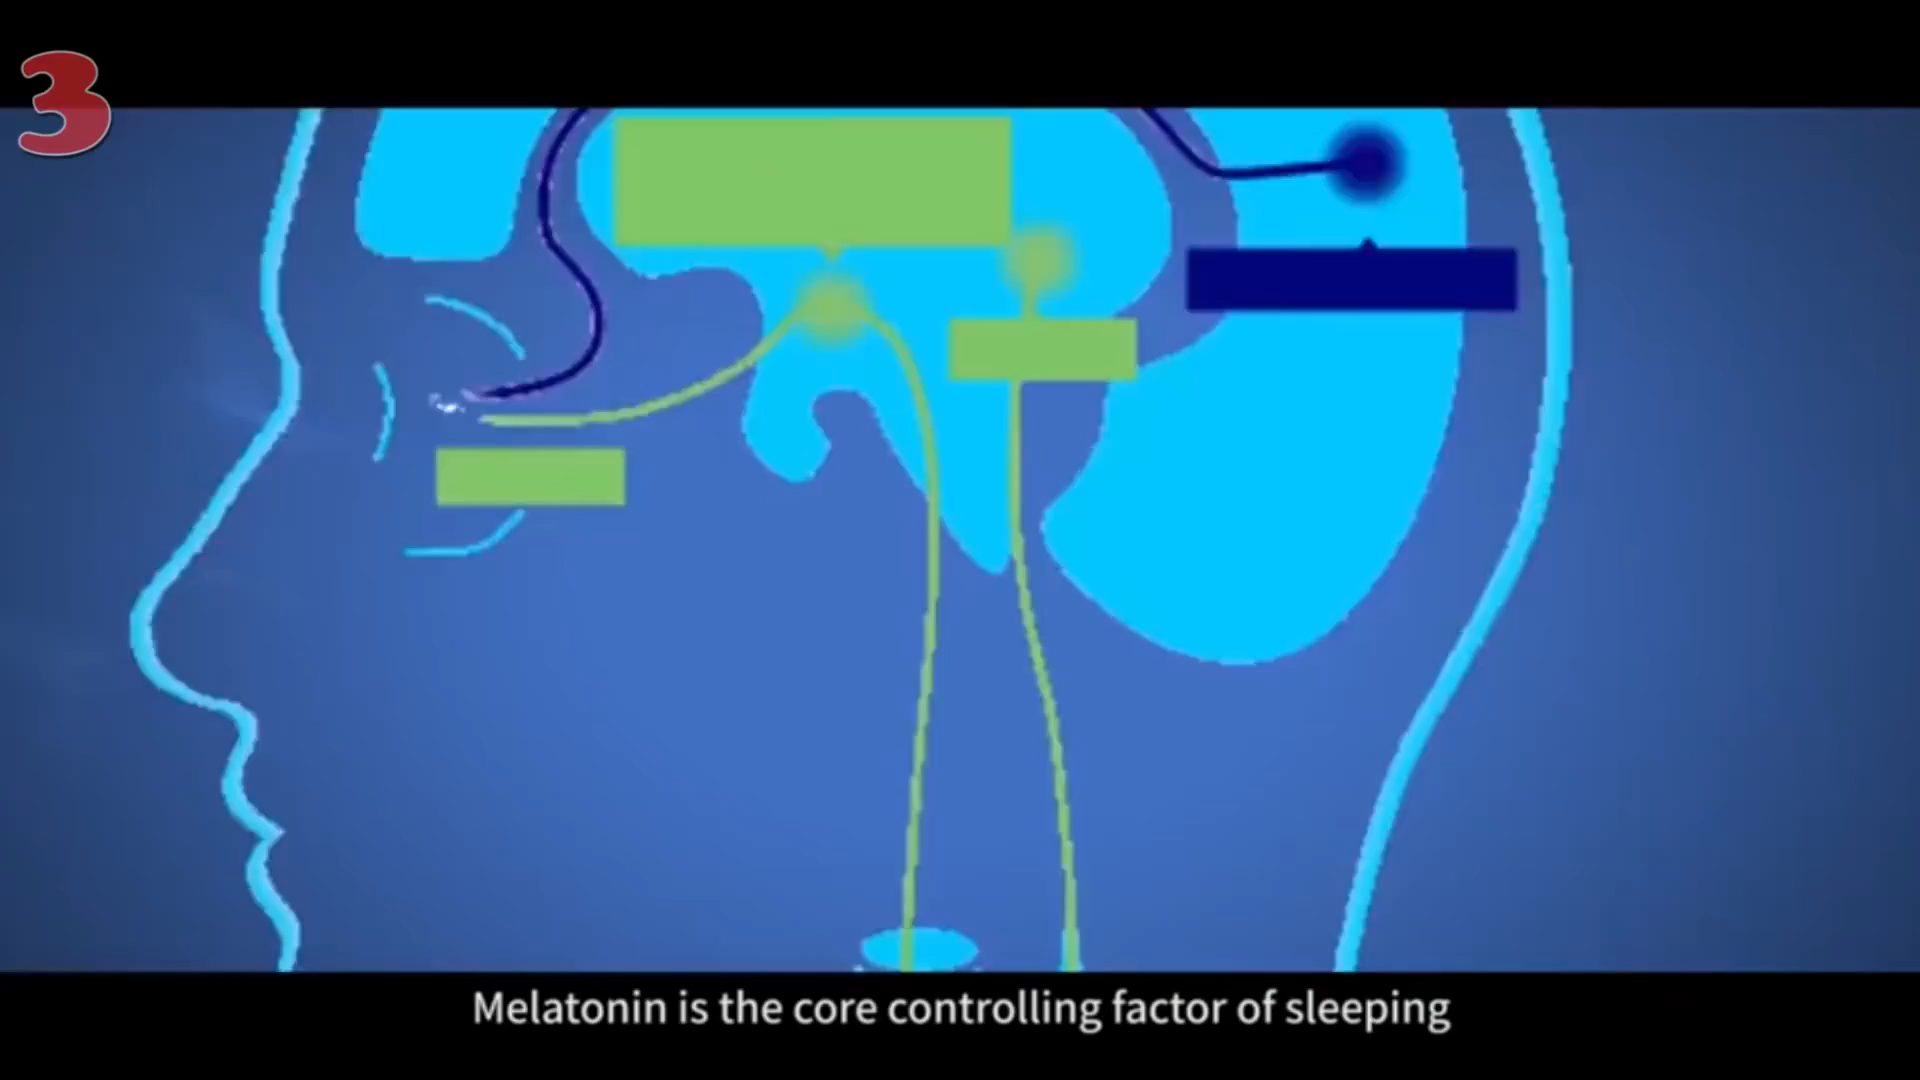 3
Melatonin is the core controlling factor of sleeping